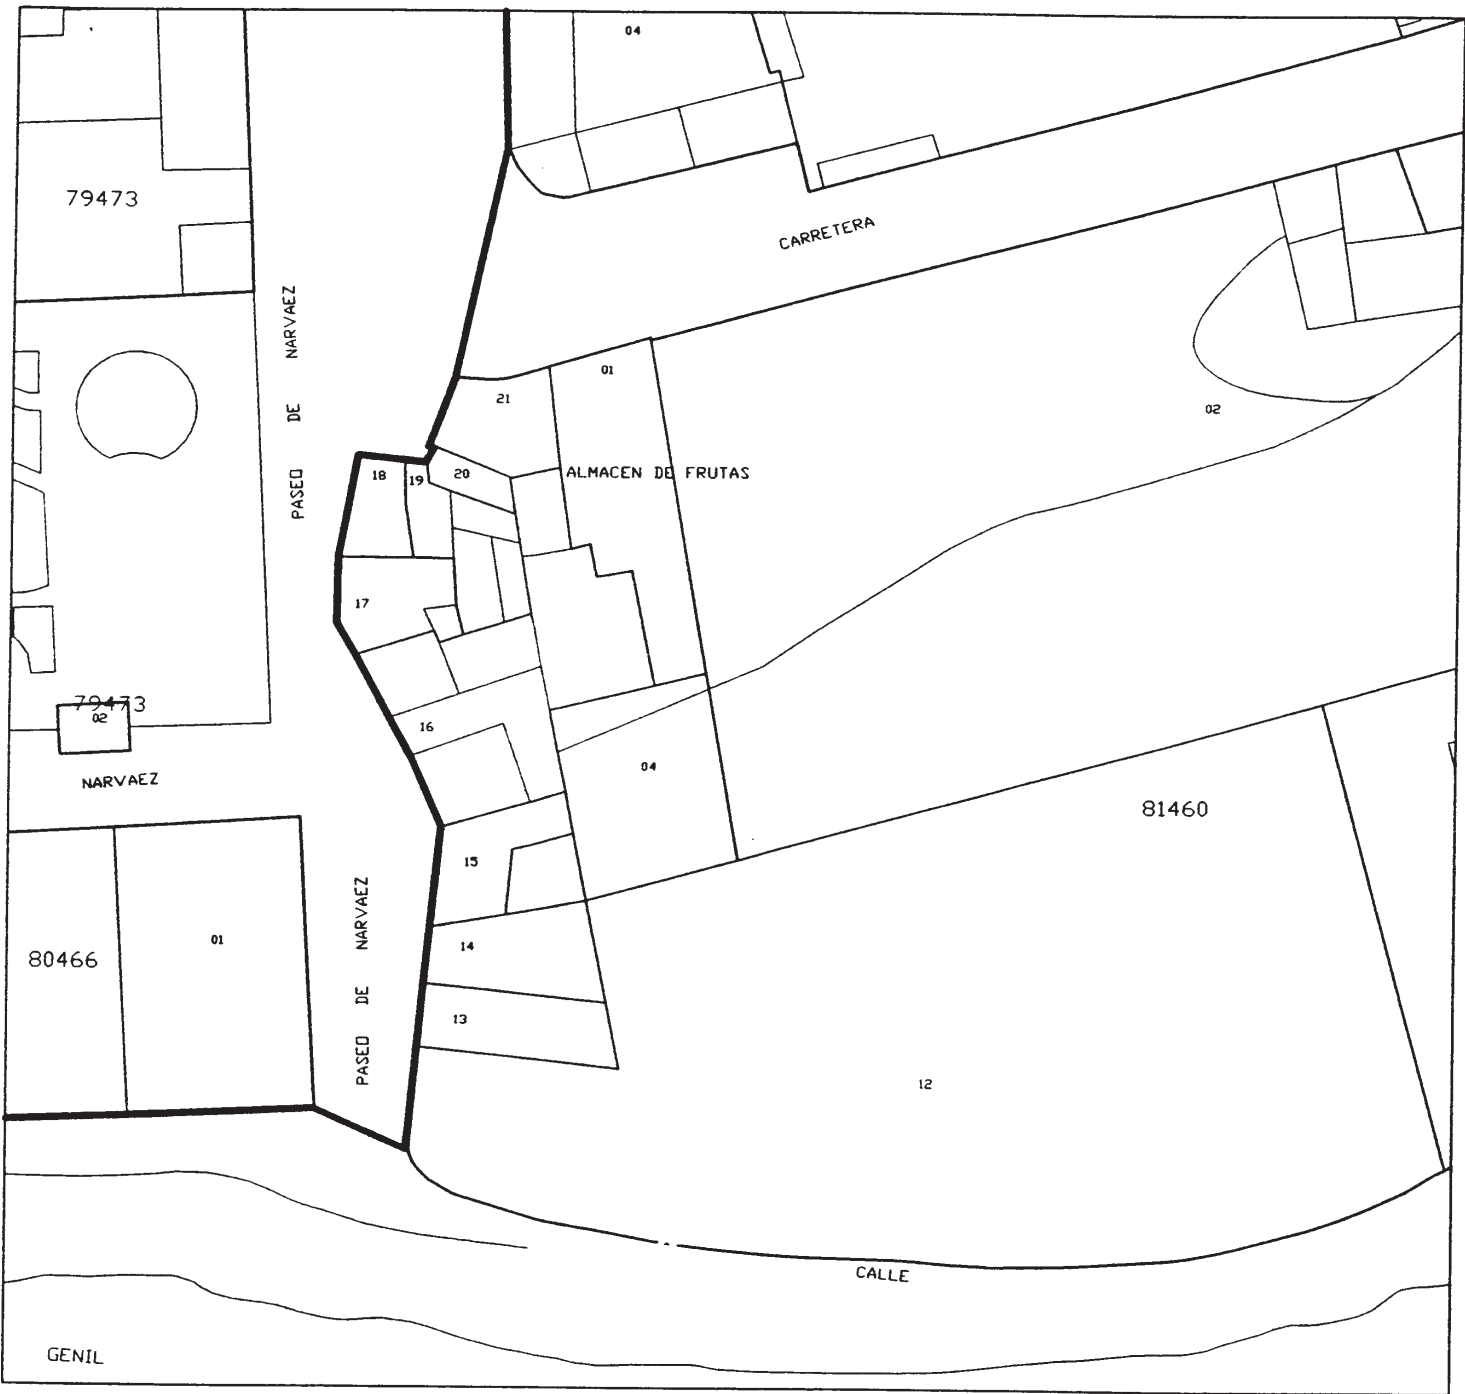 04
79473
CARRETERA
PASEO DE NARVAEZ
01
21
02
18
19
20
ALMACEN DE FRUTAS
17
79473
02
16
04
NARVAEZ
81460
15
PASEO DE NARVAEZ
01
14
80466
13
12
CALLE
GENIL